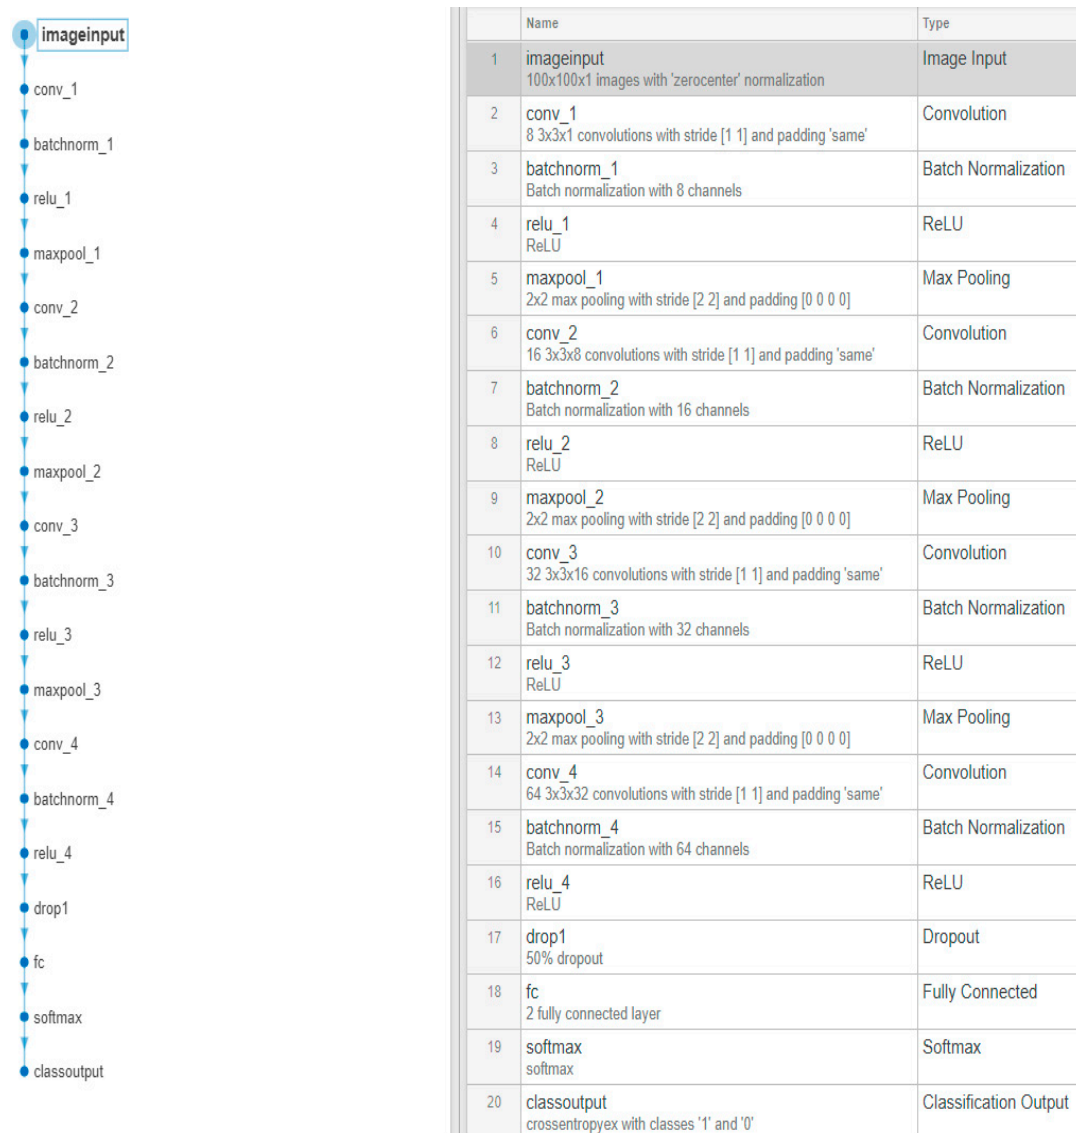 imageinput
conv_1
batchnorm_1
relu_1
maxpool_1
conv_2
batchnorm_2
relu_2
maxpool_2
conv_3
batchnorm_3
relu_3
maxpool_3
conv_4
batchnorm_4
relu_4
drop1
fc
softmax
classoutput
Name Type
1 imageinput Image Input
100x100x1 images with 'zerocenter' normalization
2 conv_1 Convolution
8 3x3x1 convolutions with stride [1 1] and padding 'same'
3 batchnorm_1 Batch Normalization
Batch normalization with 8 channels
4 relu_1 ReLU
ReLU
5 maxpool_1 Max Pooling
2x2 max pooling with stride [2 2] and padding [0 0 0 0]
6 conv_2 Convolution
16 3x3x8 convolutions with stride [1 1] and padding 'same'
7 batchnorm_2 Batch Normalization
Batch normalization with 16 channels
8 relu_2 ReLU
ReLU
9 maxpool_2 Max Pooling
2x2 max pooling with stride [2 2] and padding [0 0 0 0]
10 conv_3 Convolution
32 3x3x16 convolutions with stride [1 1] and padding 'same'
11 batchnorm_3 Batch Normalization
Batch normalization with 32 channels
12 relu_3 ReLU
ReLU
13 maxpool_3 Max Pooling
2x2 max pooling with stride [2 2] and padding [0 0 0 0]
14 conv_4 Convolution
64 3x3x32 convolutions with stride [1 1] and padding 'same'
15 batchnorm_4 Batch Normalization
Batch normalization with 64 channels
16 relu_4 ReLU
ReLU
17 drop1 Dropout
50% dropout
18 fc Fully Connected
2 fully connected layer
19 softmax Softmax
softmax
20 classoutput Classification Output
crossentropyex with classes '1' and '0'